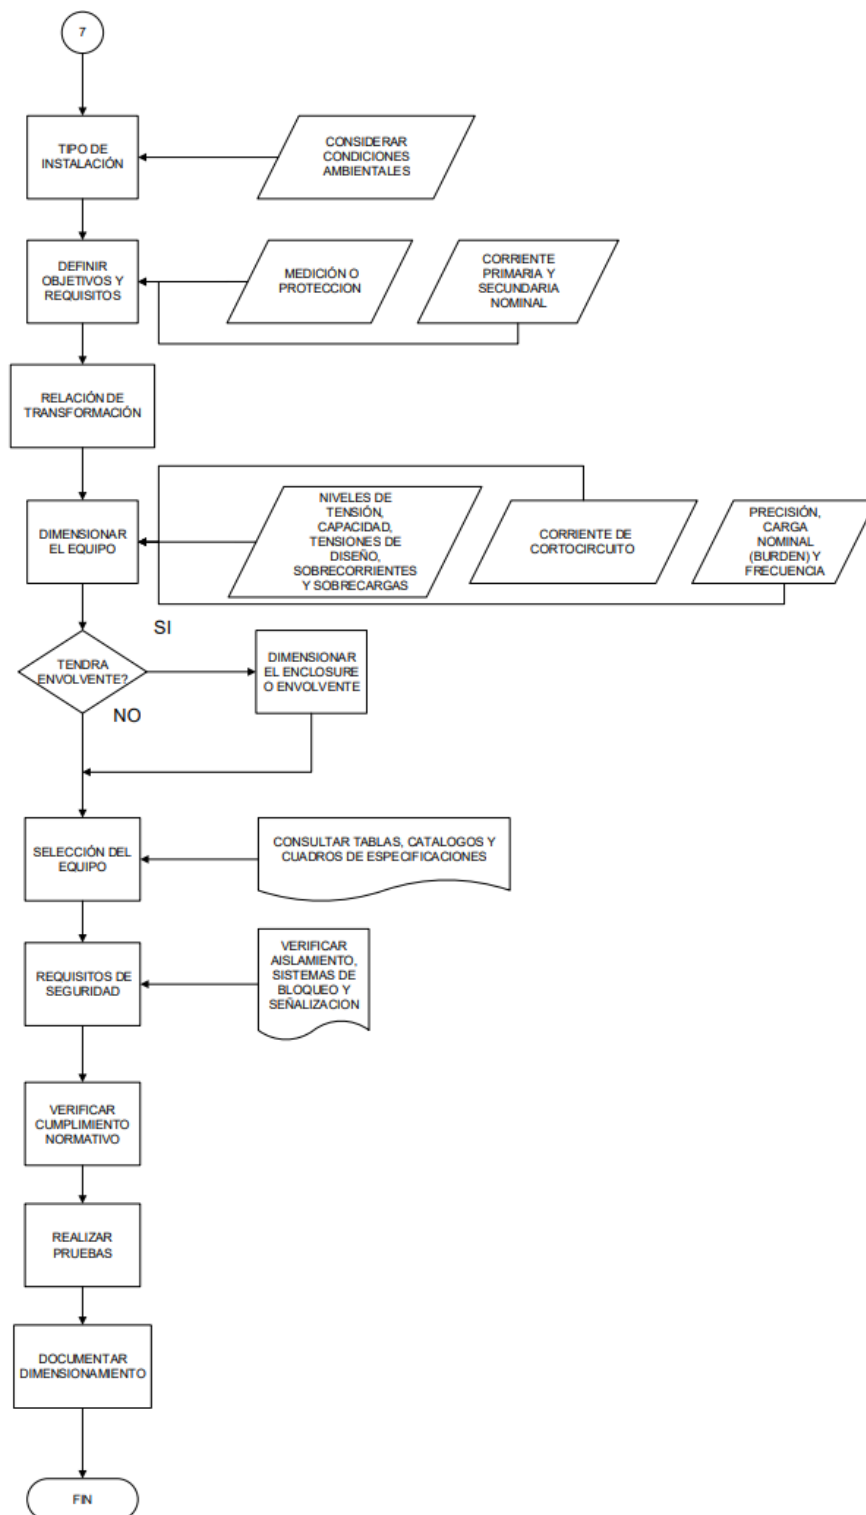 7
TIPO DE
INSTALACIÓN
CONSIDERAR
CONDICIONES
AMBIENTALES
DEFINIR
OBJETIVOS Y
REQUISITOS
MEDICIÓN O
PROTECCION
CORRIENTE
PRIMARIA Y
SECUNDARIA
NOMINAL
RELACIÓN DE
TRANSFORMACIÓN
DIMENSIONAR
EL EQUIPO
NIVELES DE
TENSIÓN,
CAPACIDAD,
TENSIONES DE
DISEÑO,
SOBRECORRIENTES
Y SOBRECARGAS
CORRIENTE DE
CORTOCIRCUITO
PRECISIÓN,
CARGA
NOMINAL
(BURDEN) Y
FRECUENCIA
SI
TENDRA
ENVOLVENTE?
DIMENSIONAR
EL ENCLOSURE
O ENVOLVENTE
NO
SELECCIÓN DEL
EQUIPO
CONSULTAR TABLAS, CATALOGOS Y
CUADROS DE ESPECIFICACIONES
REQUISITOS DE
SEGURIDAD
VERIFICAR
AISLAMIENTO,
SISTEMAS DE
BLOQUEO Y
SEÑALIZACION
VERIFICAR
CUMPLIMIENTO
NORMATIVO
REALIZAR
PRUEBAS
DOCUMENTAR
DIMENSIONAMIENTO
FIN